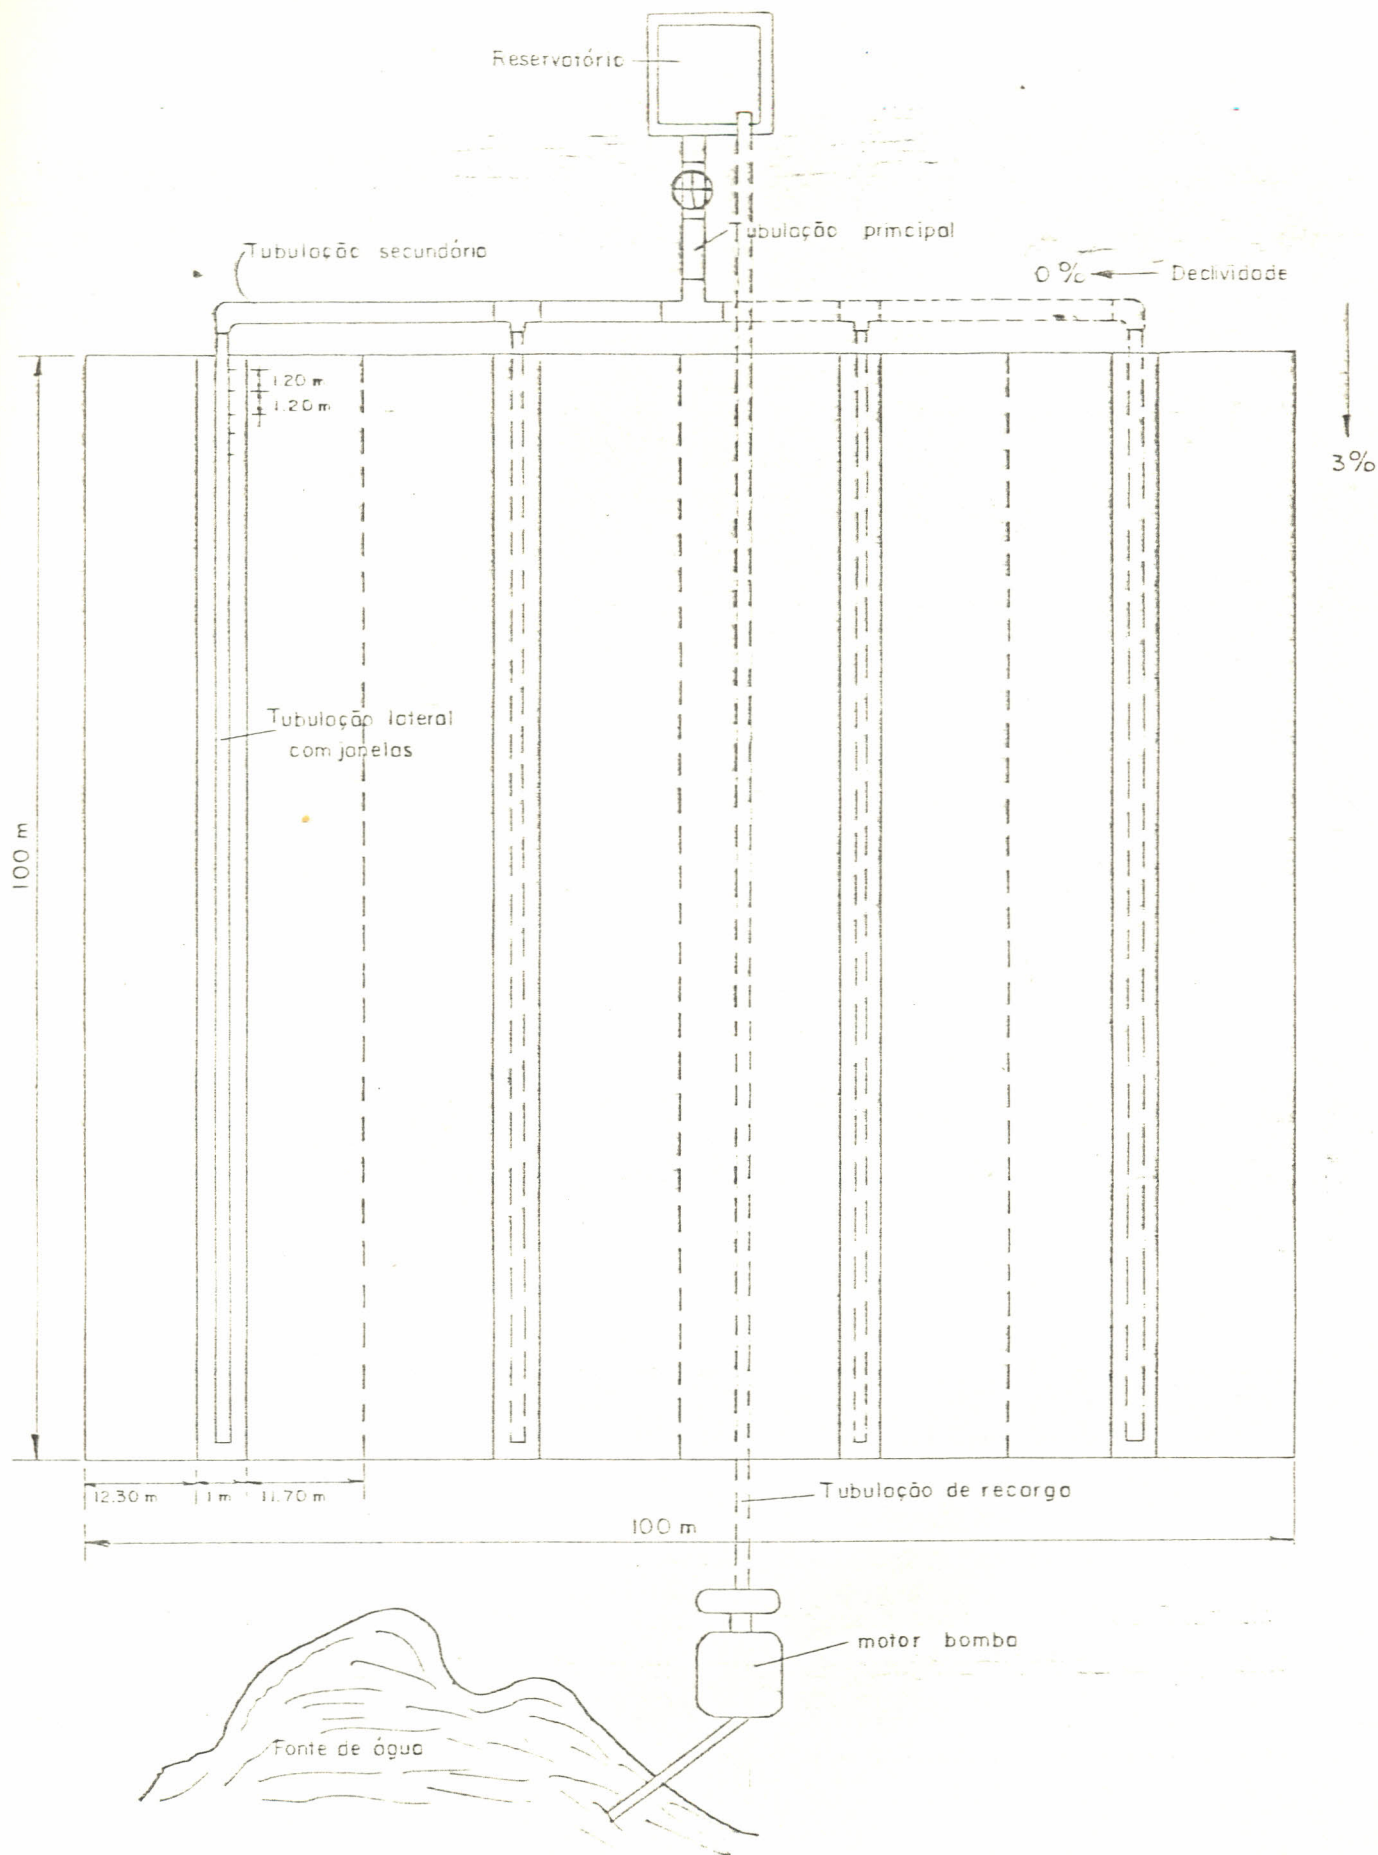 Reservatório
Tubulação principal
Tubulação secundária
0% Declividade
1.20 m
1.20 m
3%
Tubulação lateral
com janelas
100 m
12.30 m 1 m 11.70 m
Tubulação de recarga
100 m
motor bomba
Fonte de água